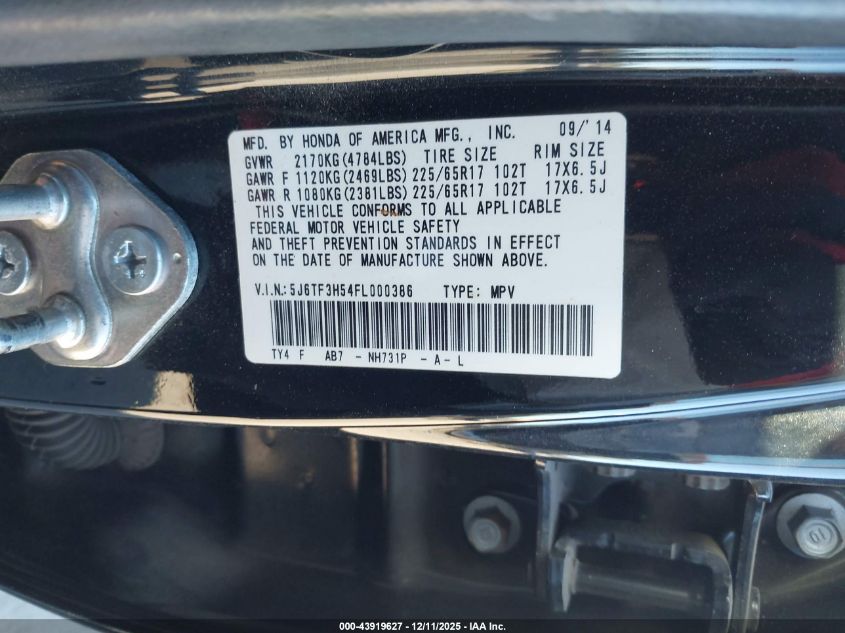 MFD. BY HONDA OF AMERICA MFG., INC. 09/'14
GVWR 2170KG(4784LBS) TIRE SIZE RIM SIZE
GAWR F 1120KG(2469LBS) 225/65R17 102T 17X6.5J
GAWR R 1080KG(2381LBS) 225/65R17 102T 17X6.5J
THIS VEHICLE CONFORMS TO ALL APPLICABLE
FEDERAL MOTOR VEHICLE SAFETY
AND THEFT PREVENTION STANDARDS IN EFFECT
ON THE DATE OF MANUFACTURE SHOWN ABOVE.
V.I.N.:5J6TF3H54FL000386 TYPE: MPV
TY4 F AB7 - NH731P - A - L
000-43919627 - 12/11/2025 - IAA Inc.